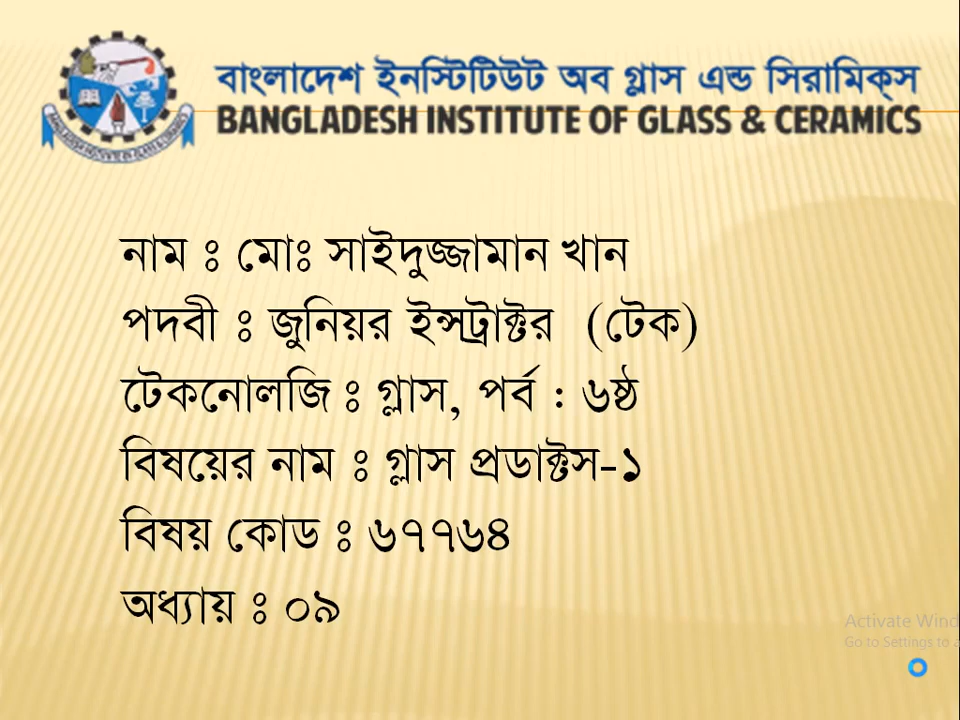 বাংলাদেশ ইনস্টিটিউট অব গ্লাস এন্ড সিরামিক্স
BANGLADESH INSTITUTE OF GLASS & CERAMICS
নাম ঃ মোঃ সাইদুজ্জামান খান
পদবী ঃ জুনিয়র ইন্সট্রাক্টর (টেক)
টেকনোলজি ঃ গ্লাস, পর্ব : ৬ষ্ঠ
বিষয়ের নাম ঃ গ্লাস প্রডাক্টস-১
বিষয় কোড ঃ ৬৭৭৬৪
অধ্যায় ঃ ০৯
Activate Wind
Go to Settings to a